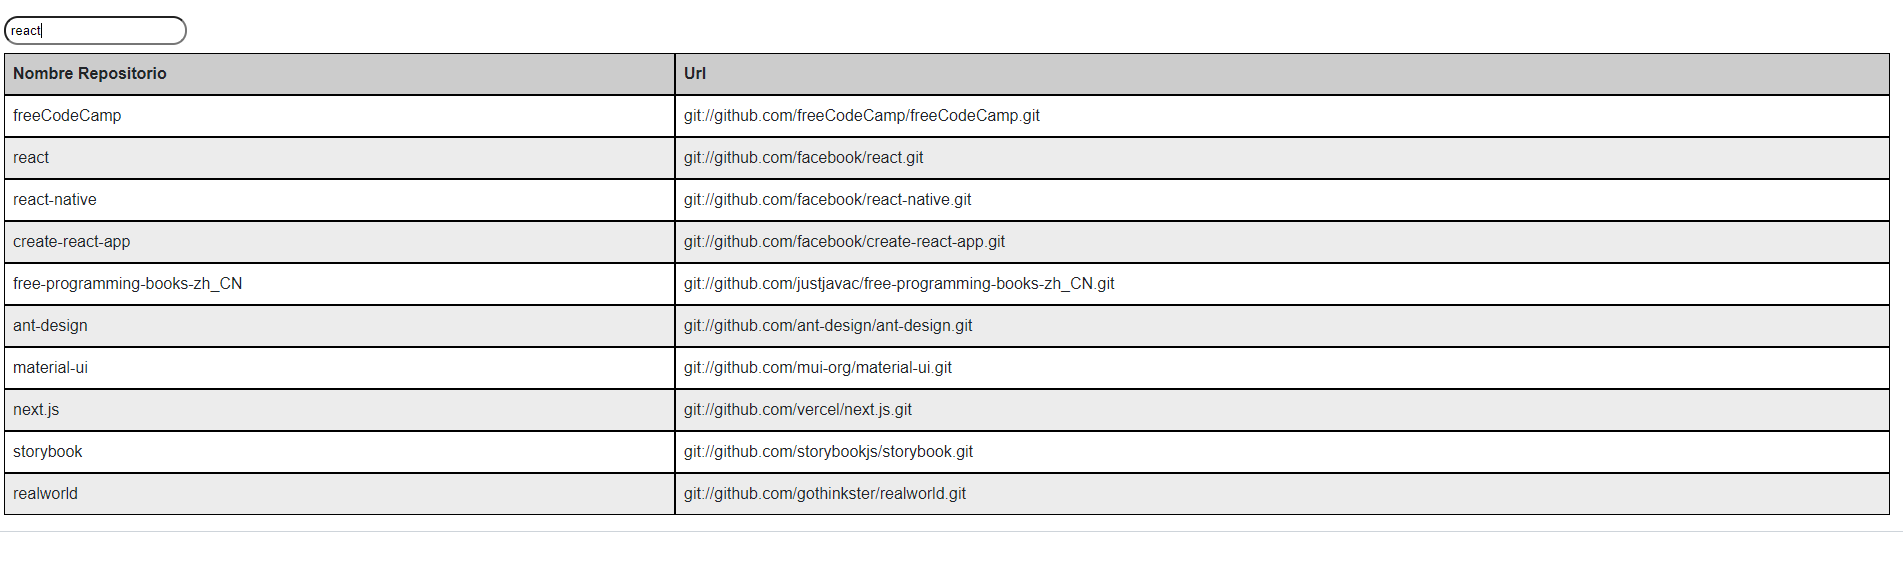 react
Nombre Repositorio Url
freeCodeCamp git://github.com/freeCodeCamp/freeCodeCamp.git
react git://github.com/facebook/react.git
react-native git://github.com/facebook/react-native.git
create-react-app git://github.com/facebook/create-react-app.git
free-programming-books-zh_CN git://github.com/justjavac/free-programming-books-zh_CN.git
ant-design git://github.com/ant-design/ant-design.git
material-ui git://github.com/mui-org/material-ui.git
next.js git://github.com/vercel/next.js.git
storybook git://github.com/storybookjs/storybook.git
realworld git://github.com/gothinkster/realworld.git